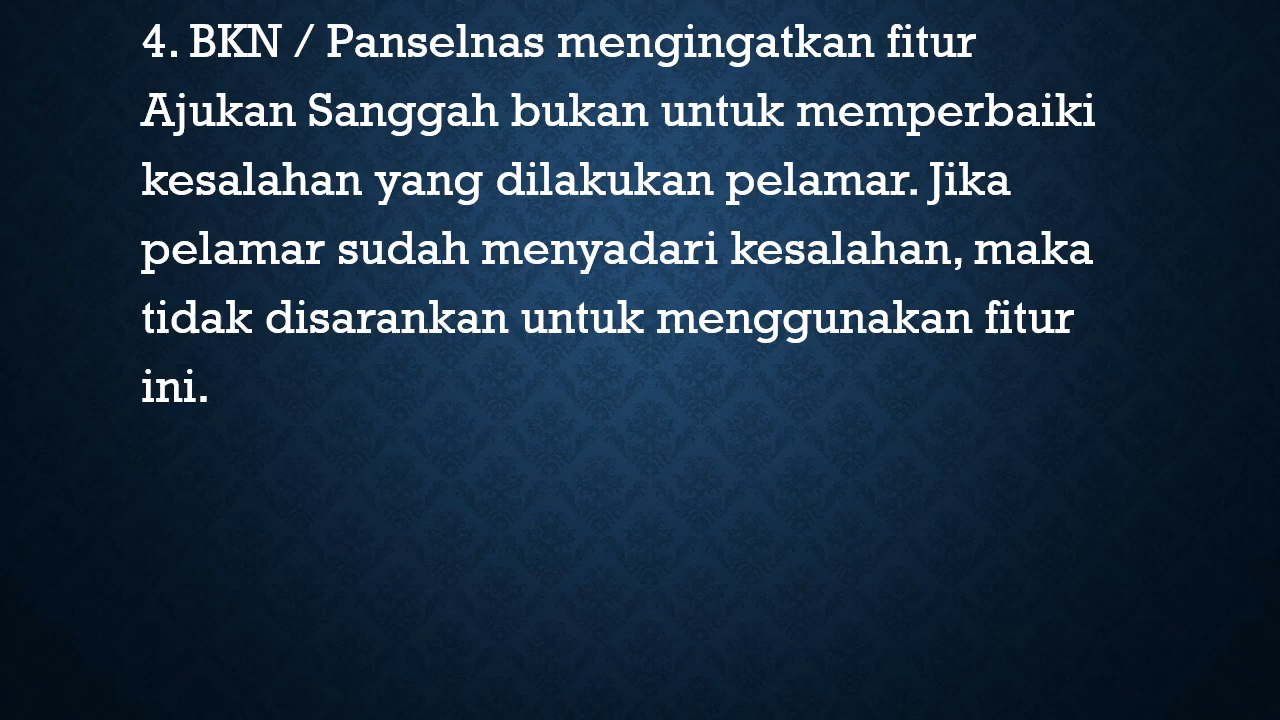 4. BKN / Panselnas mengingatkan fitur
Ajukan Sanggah bukan untuk memperbaiki
kesalahan yang dilakukan pelamar. Jika
pelamar sudah menyadari kesalahan, maka
tidak disarankan untuk menggunakan fitur
ini.